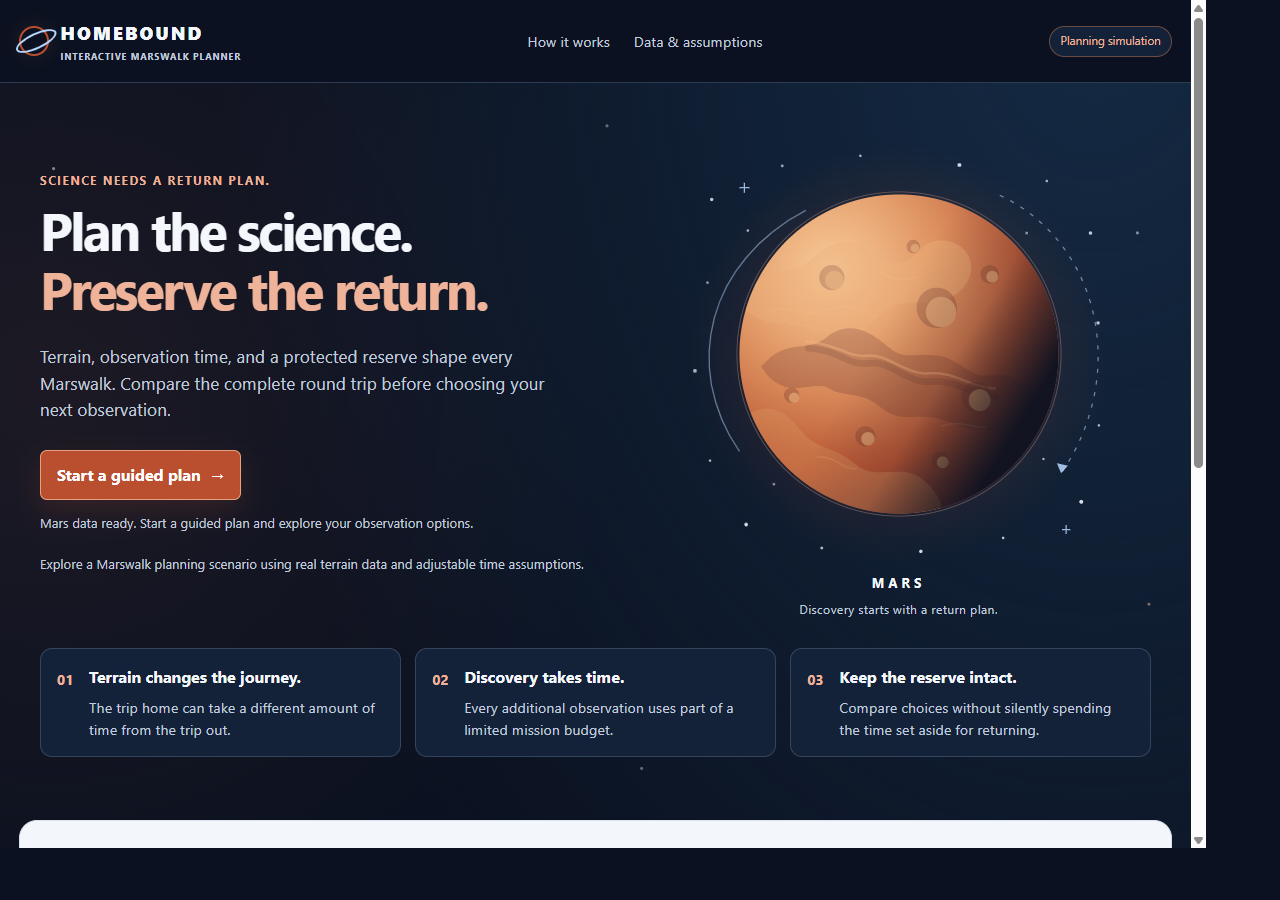 HOMEBOUND
INTERACTIVE MARSWALK PLANNER
How it works
Data & assumptions
Planning simulation
SCIENCE NEEDS A RETURN PLAN.
Plan the science.
Preserve the return.
Terrain, observation time, and a protected reserve shape every
Marswalk. Compare the complete round trip before choosing your
next observation.
Start a guided plan →
Mars data ready. Start a guided plan and explore your observation options.
Explore a Marswalk planning scenario using real terrain data and adjustable time assumptions.
MARS
Discovery starts with a return plan.
01 Terrain changes the journey.
The trip home can take a different amount of
time from the trip out.
02 Discovery takes time.
Every additional observation uses part of a
limited mission budget.
03 Keep the reserve intact.
Compare choices without silently spending
the time set aside for returning.